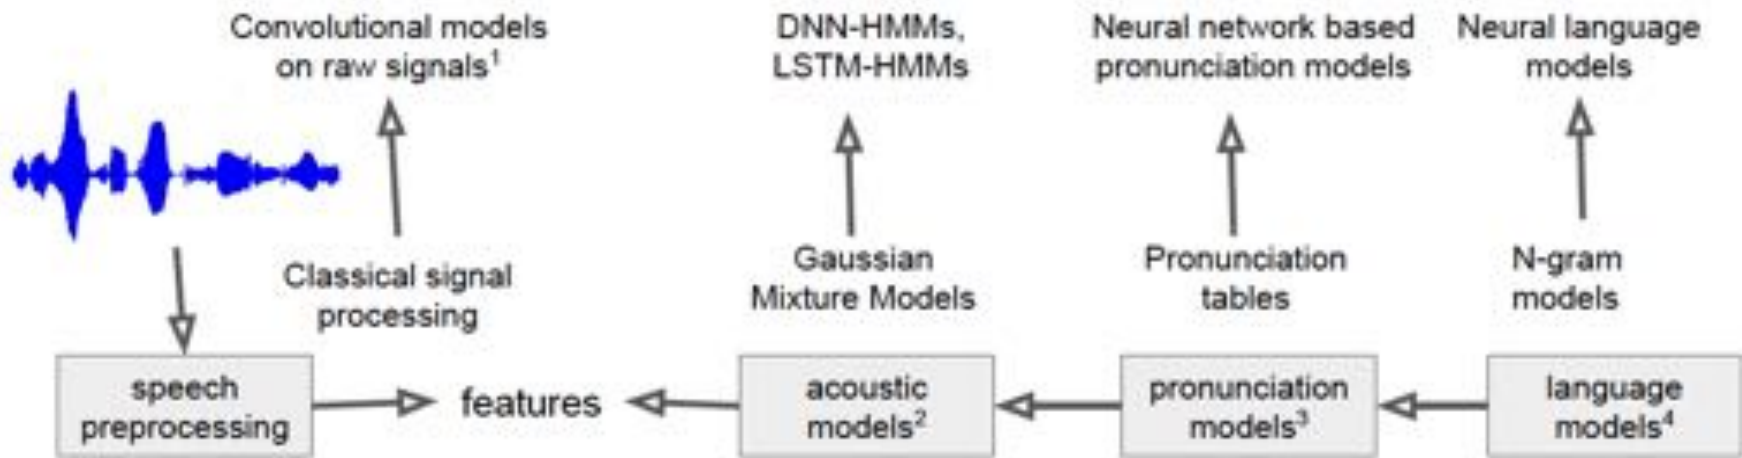 Convolutional models
on raw signals¹
DNN-HMMs,
LSTM-HMMs
Neural network based
pronunciation models
Neural language
models
Classical signal
processing
Gaussian
Mixture Models
Pronunciation
tables
N-gram
models
speech
preprocessing
features
acoustic
models²
pronunciation
models³
language
models⁴